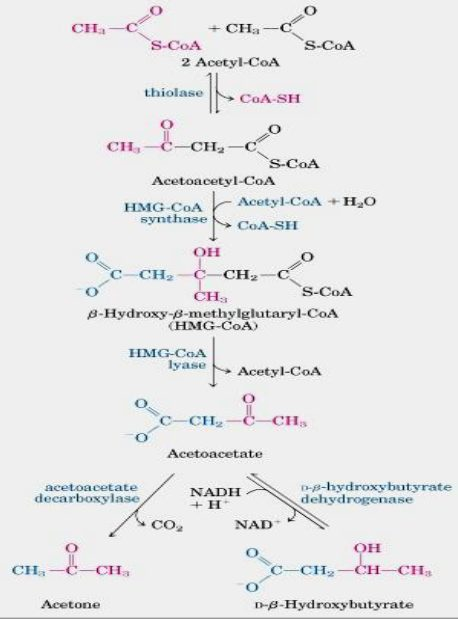 O
O
CH₃—C + CH₃—C
S-CoA S-CoA
2 Acetyl-CoA
thiolase
CoA-SH
O O
CH₃—C—CH₂—C
S-CoA
Acetoacetyl-CoA
HMG-CoA
synthase
Acetyl-CoA + H₂O
CoA-SH
O OH O
C—CH₂—C—CH₂—C
⁻O CH₃ S-CoA
β-Hydroxy-β-methylglutaryl-CoA
(HMG-CoA)
HMG-CoA
lyase
Acetyl-CoA
O O
C—CH₂—C—CH₃
⁻O
Acetoacetate
acetoacetate
decarboxylase
CO₂
NADH
+ H⁺
NAD⁺
D-β-hydroxybutyrate
dehydrogenase
O
CH₃—C—CH₃
Acetone
O OH
C—CH₂—CH—CH₃
⁻O
D-β-Hydroxybutyrate